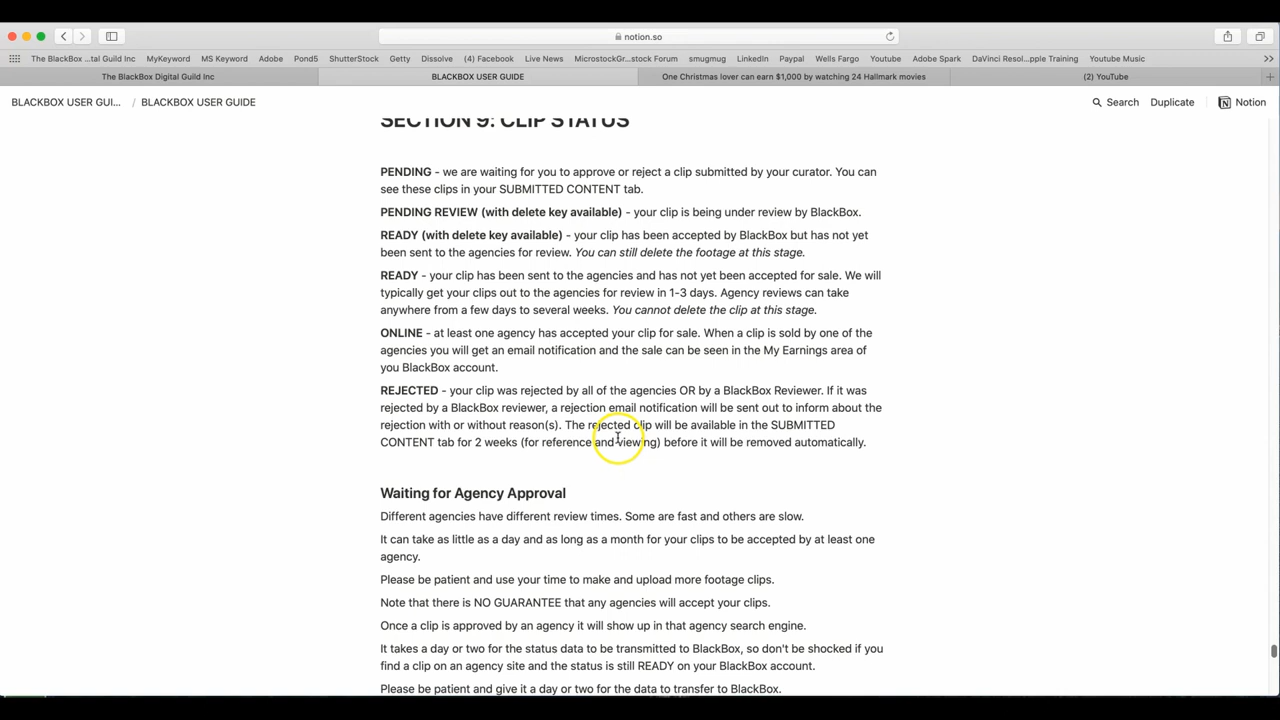 notion.so
The BlackBox ...tal Guild Inc MyKeyword MS Keyword Adobe Pond5 ShutterStock Getty Dissolve (4) Facebook Live News MicrostockGr...stock Forum smugmug LinkedIn Paypal Wells Fargo Youtube Adobe Spark DaVinci Resol...pple Training Youtube Music
The BlackBox Digital Guild Inc BLACKBOX USER GUIDE One Christmas lover can earn $1,000 by watching 24 Hallmark movies (2) YouTube
BLACKBOX USER GUI... / BLACKBOX USER GUIDE Search Duplicate Notion
SECTION 9: CLIP STATUS
PENDING - we are waiting for you to approve or reject a clip submitted by your curator. You can
see these clips in your SUBMITTED CONTENT tab.
PENDING REVIEW (with delete key available) - your clip is being under review by BlackBox.
READY (with delete key available) - your clip has been accepted by BlackBox but has not yet
been sent to the agencies for review. You can still delete the footage at this stage.
READY - your clip has been sent to the agencies and has not yet been accepted for sale. We will
typically get your clips out to the agencies for review in 1-3 days. Agency reviews can take
anywhere from a few days to several weeks. You cannot delete the clip at this stage.
ONLINE - at least one agency has accepted your clip for sale. When a clip is sold by one of the
agencies you will get an email notification and the sale can be seen in the My Earnings area of
you BlackBox account.
REJECTED - your clip was rejected by all of the agencies OR by a BlackBox Reviewer. If it was
rejected by a BlackBox reviewer, a rejection email notification will be sent out to inform about the
rejection with or without reason(s). The rejected clip will be available in the SUBMITTED
CONTENT tab for 2 weeks (for reference and viewing) before it will be removed automatically.
Waiting for Agency Approval
Different agencies have different review times. Some are fast and others are slow.
It can take as little as a day and as long as a month for your clips to be accepted by at least one
agency.
Please be patient and use your time to make and upload more footage clips.
Note that there is NO GUARANTEE that any agencies will accept your clips.
Once a clip is approved by an agency it will show up in that agency search engine.
It takes a day or two for the status data to be transmitted to BlackBox, so don't be shocked if you
find a clip on an agency site and the status is still READY on your BlackBox account.
Please be patient and give it a day or two for the data to transfer to BlackBox.